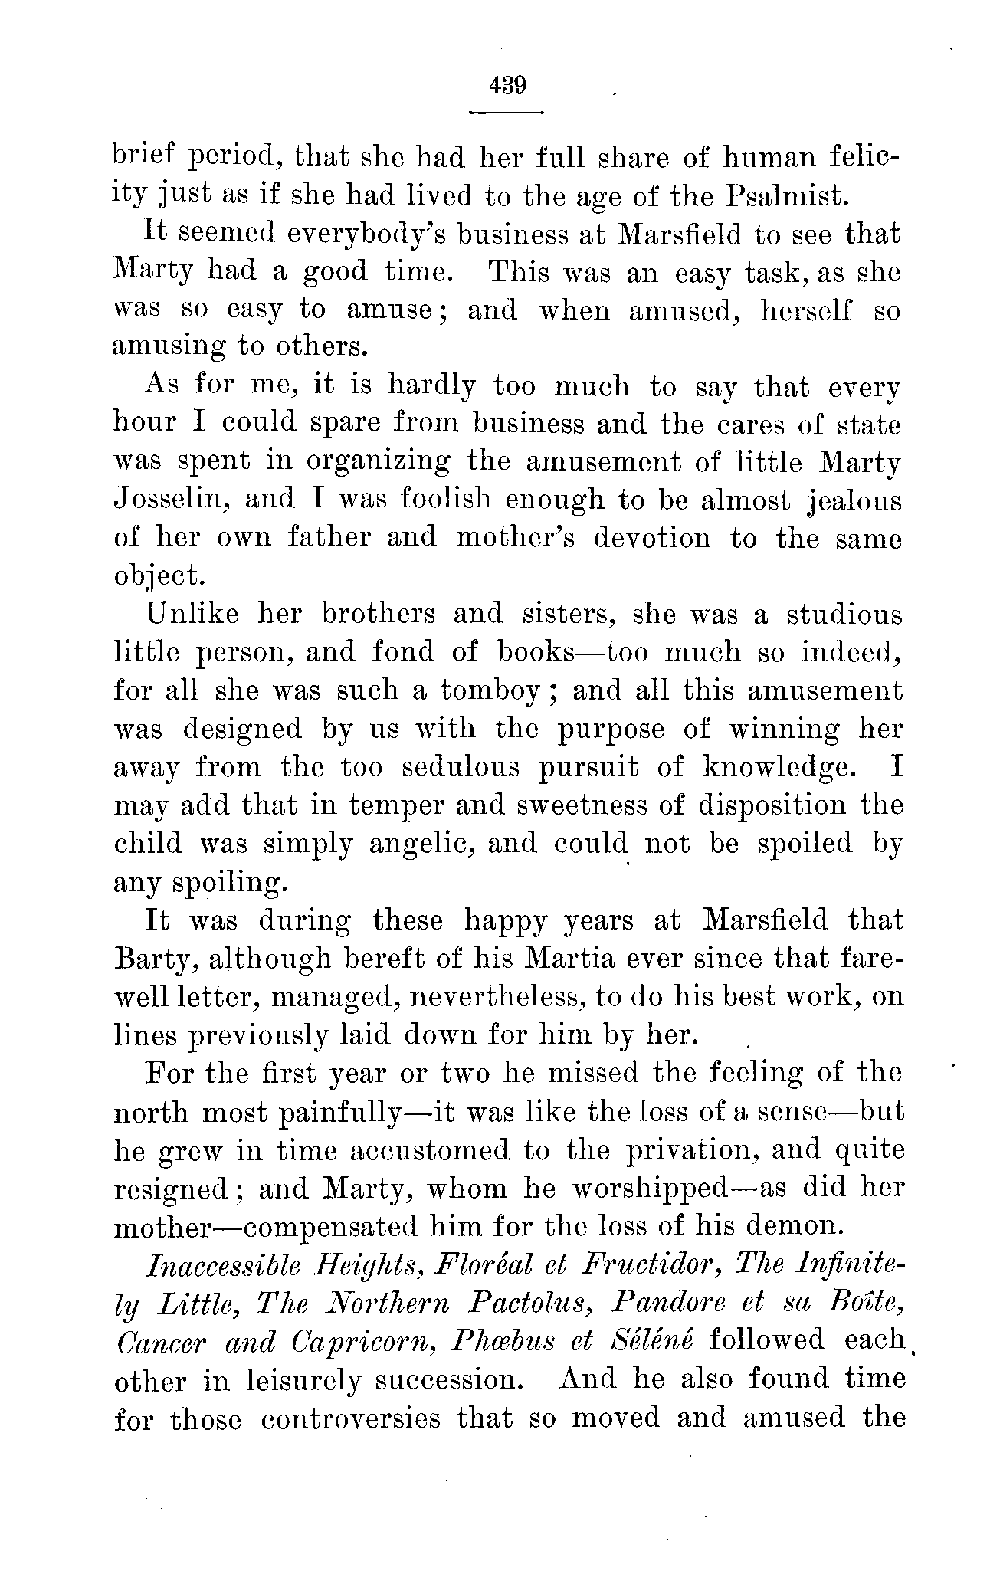 439
brief period, that she had her full share of human felic-
ity just as if she had lived to the age of the Psalmist.
It seemed everybody's business at Marsfield to see that
Marty had a good time. This was an easy task, as she
was so easy to amuse; and when amused, herself so
amusing to others.
As for me, it is hardly too much to say that every
hour I could spare from business and the cares of state
was spent in organizing the amusement of little Marty
Josselin, and I was foolish enough to be almost jealous
of her own father and mother's devotion to the same
object.
Unlike her brothers and sisters, she was a studious
little person, and fond of books—too much so indeed,
for all she was such a tomboy; and all this amusement
was designed by us with the purpose of winning her
away from the too sedulous pursuit of knowledge. I
may add that in temper and sweetness of disposition the
child was simply angelic, and could not be spoiled by
any spoiling.
It was during these happy years at Marsfield that
Barty, although bereft of his Martia ever since that fare-
well letter, managed, nevertheless, to do his best work, on
lines previously laid down for him by her.
For the first year or two he missed the feeling of the
north most painfully—it was like the loss of a sense—but
he grew in time accustomed to the privation, and quite
resigned; and Marty, whom he worshipped—as did her
mother—compensated him for the loss of his demon.
Inaccessible Heights, Floréal et Fructidor, The Infinite-
ly Little, The Northern Pactolus, Pandore et sa Boîte,
Cancer and Capricorn, Phœbus et Séléné followed each
other in leisurely succession. And he also found time
for those controversies that so moved and amused the